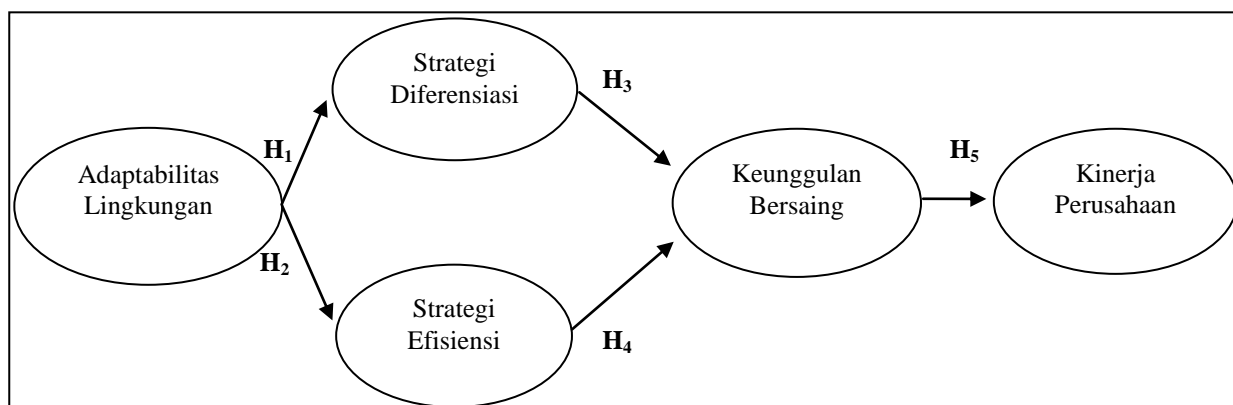 Adaptabilitas
Lingkungan
H₁
H₂
Strategi
Diferensiasi
Strategi
Efisiensi
H₃
H₄
Keunggulan
Bersaing
H₅
Kinerja
Perusahaan